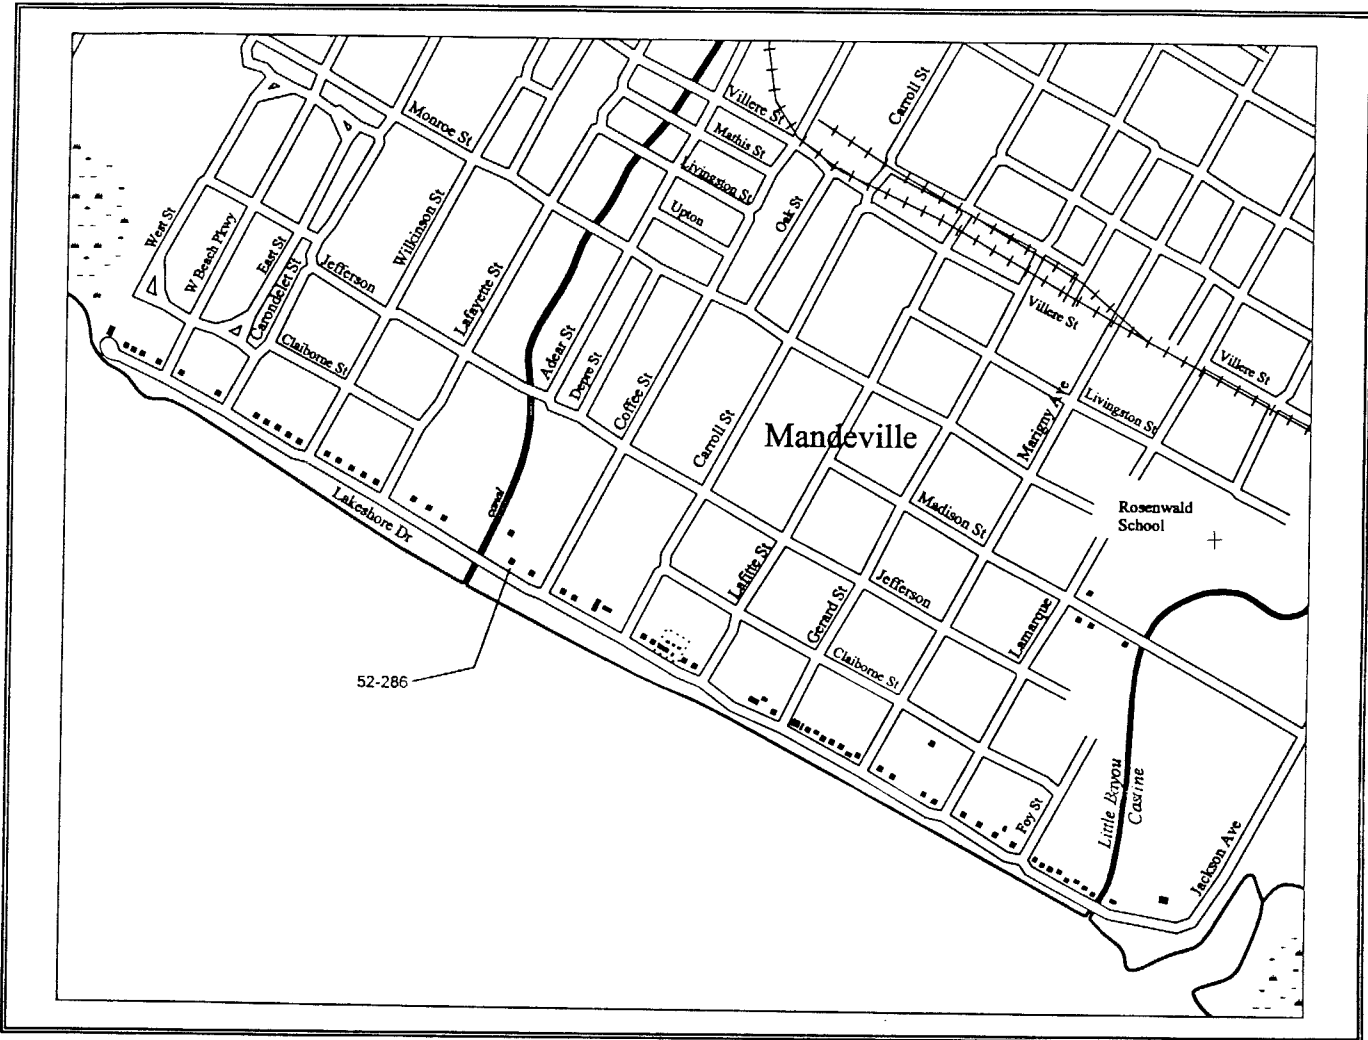 Carroll St
Villere St
Monroe St
Mathis St
Livingston St
Upton
Oak St
West St
W Beach Pkwy
East St
Carondelet St
Jefferson
Wilkinson St
Lafayette St
Villere St
Claiborne St
Adear St
Depre St
Coffee St
Carroll St
Villere St
Livingston St
Marigny Ave
Mandeville
Lakeshore Dr
canal
Madison St
Rosenwald
School
Lafitte St
Jefferson
Gerard St
Lamarque
Claiborne St
52-286
Foy St
Little Bayou
Castine
Jackson Ave